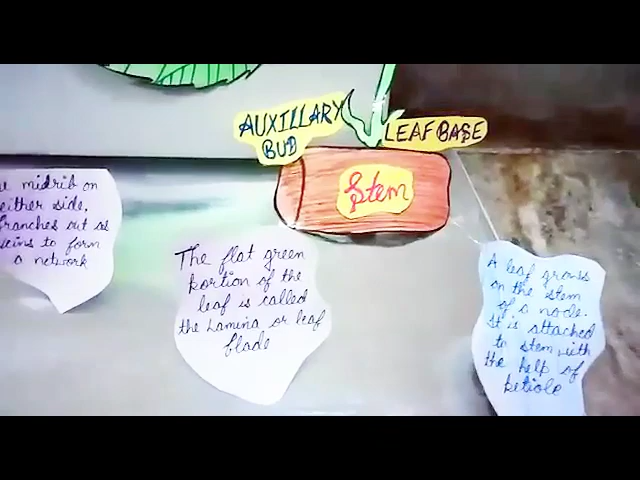 AUXILLARY
BUD
LEAF BASE
Stem
e midrib on
either side,
branches out as
veins to form
a network
The flat green
portion of the
leaf is called
the Lamina or leaf
blade
A leaf grows
on the stem
of a node.
It is attached
to stem with
the help of
petiole